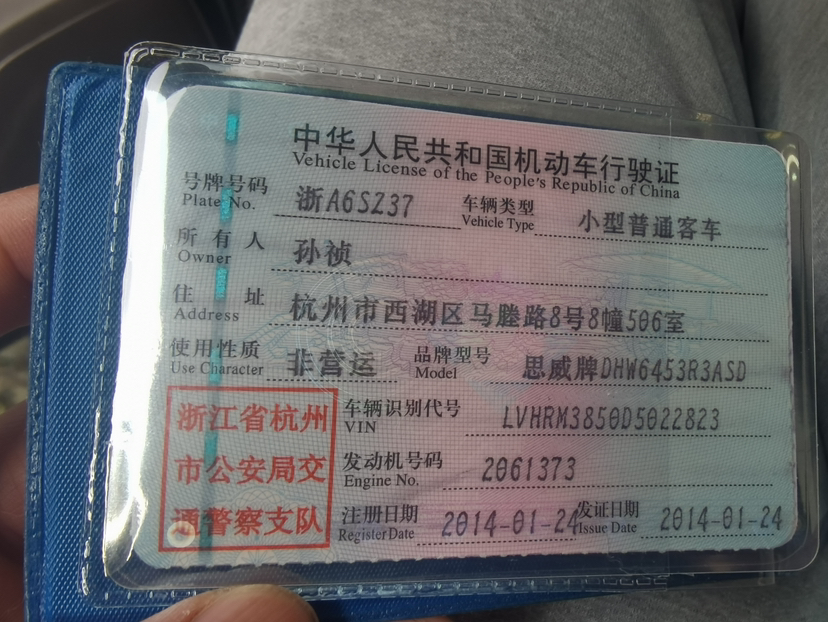 中华人民共和国机动车行驶证
Vehicle License of the People's Republic of China
号牌号码 浙A6SZ37 车辆类型 小型普通客车
Plate No. Vehicle Type
所有人 孙祯
Owner
住址 杭州市西湖区马塍路8号8幢506室
Address
使用性质 非营运 品牌型号 思威牌DHW6453R3ASD
Use Character Model
浙江省杭州
市公安局交
通警察支队
车辆识别代号 LVHRM3850D5022823
VIN
发动机号码 2061373
Engine No.
注册日期 2014-01-24 发证日期 2014-01-24
Register Date Issue Date